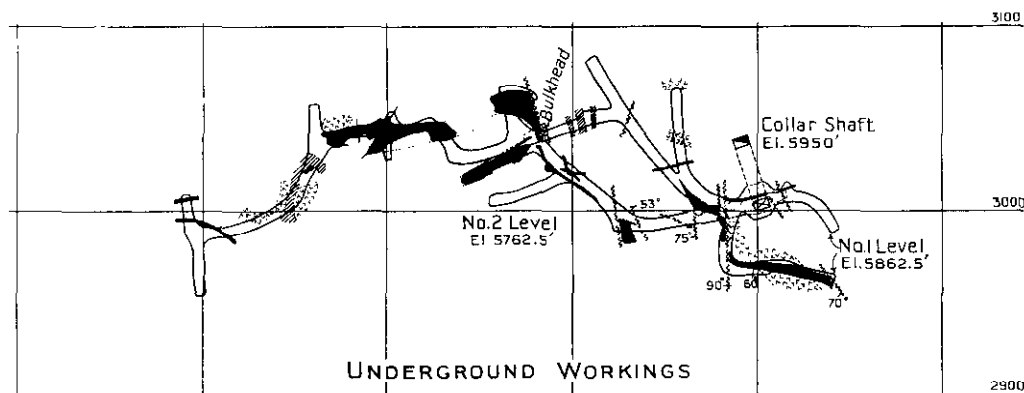 3100
Bulkhead
Collar Shaft
El. 5950'
53°
3000
No.2 Level
El 5762.5'
75°
No.1 Level
El. 5862.5'
90°
60
70°
UNDERGROUND WORKINGS
2900